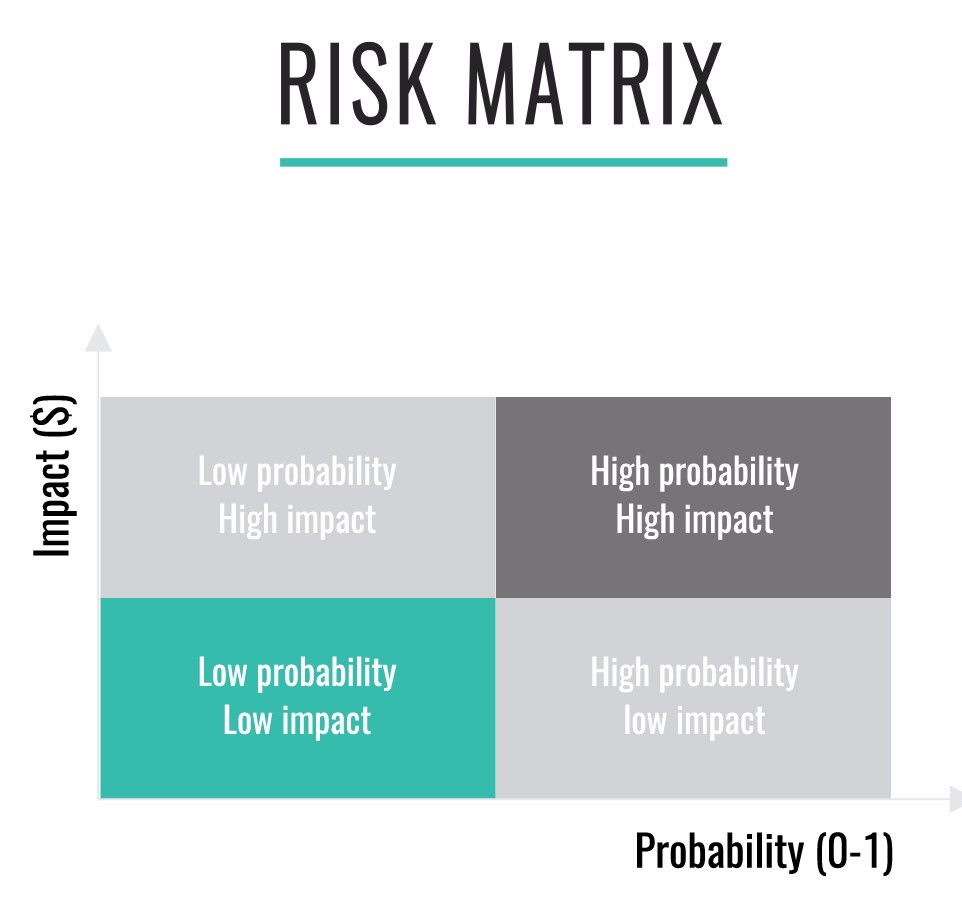 RISK MATRIX
Impact ($)
Low probability
High impact
High probability
High impact
Low probability
Low impact
High probability
low impact
Probability (0-1)